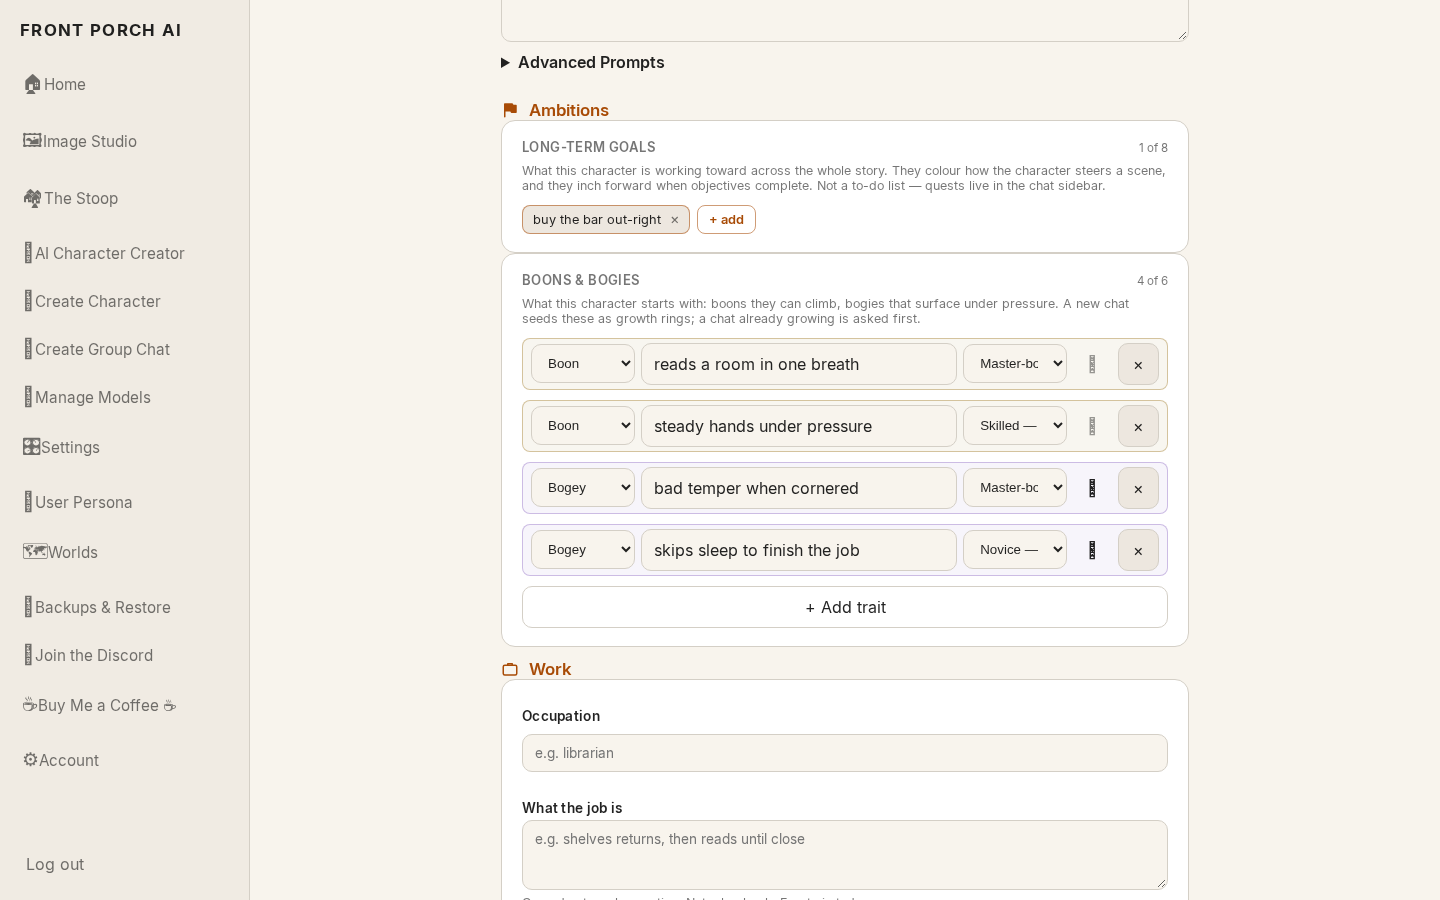 FRONT PORCH AI
Home
Image Studio
The Stoop
AI Character Creator
Create Character
Create Group Chat
Manage Models
Settings
User Persona
Worlds
Backups & Restore
Join the Discord
Buy Me a Coffee
Account
Log out
Advanced Prompts
Ambitions
LONG-TERM GOALS
1 of 8
What this character is working toward across the whole story. They colour how the character steers a scene,
and they inch forward when objectives complete. Not a to-do list — quests live in the chat sidebar.
buy the bar out-right ×
+ add
BOONS & BOGIES
4 of 6
What this character starts with: boons they can climb, bogies that surface under pressure. A new chat
seeds these as growth rings; a chat already growing is asked first.
Boon reads a room in one breath Master-bc ×
Boon steady hands under pressure Skilled — ×
Bogey bad temper when cornered Master-bc ×
Bogey skips sleep to finish the job Novice — ×
+ Add trait
Work
Occupation
e.g. librarian
What the job is
e.g. shelves returns, then reads until close